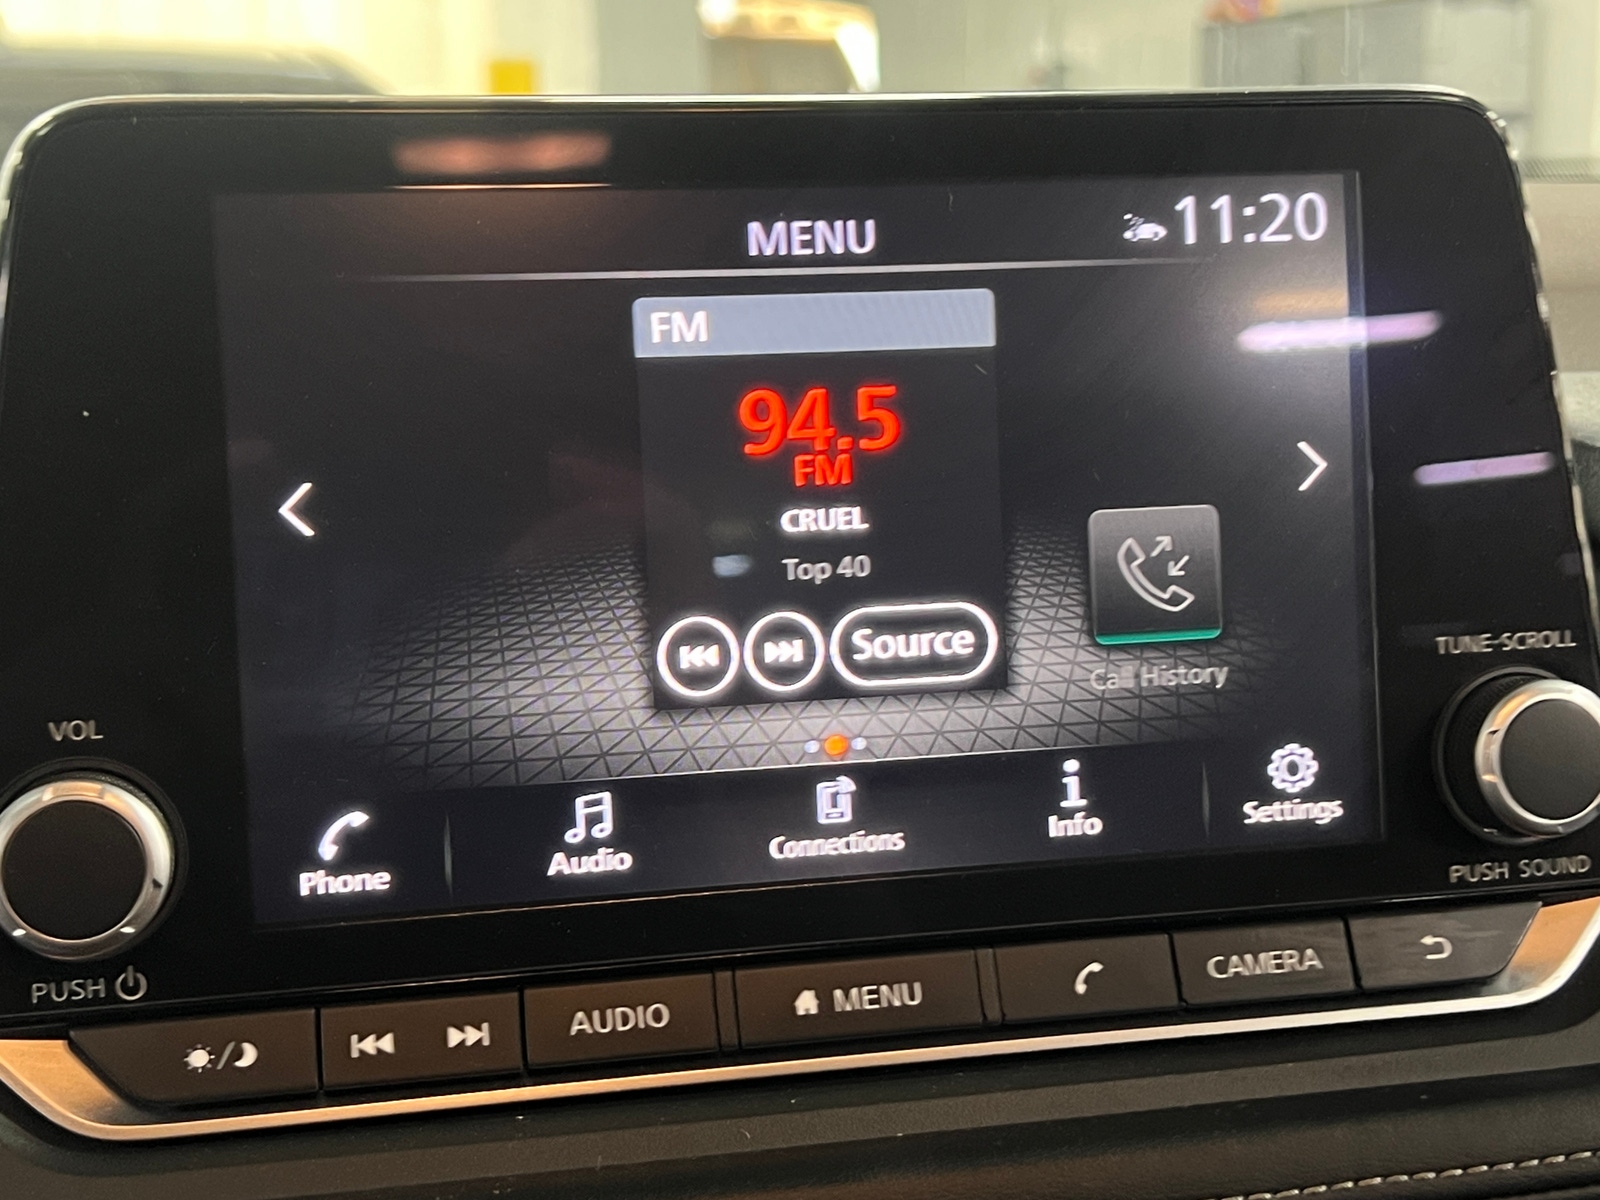 MENU
11:20
FM
94.5
FM
CRUEL
Top 40
Source
Call History
TUNE·SCROLL
VOL
Phone
Audio
Connections
Info
Settings
PUSH SOUND
PUSH
AUDIO
MENU
CAMERA